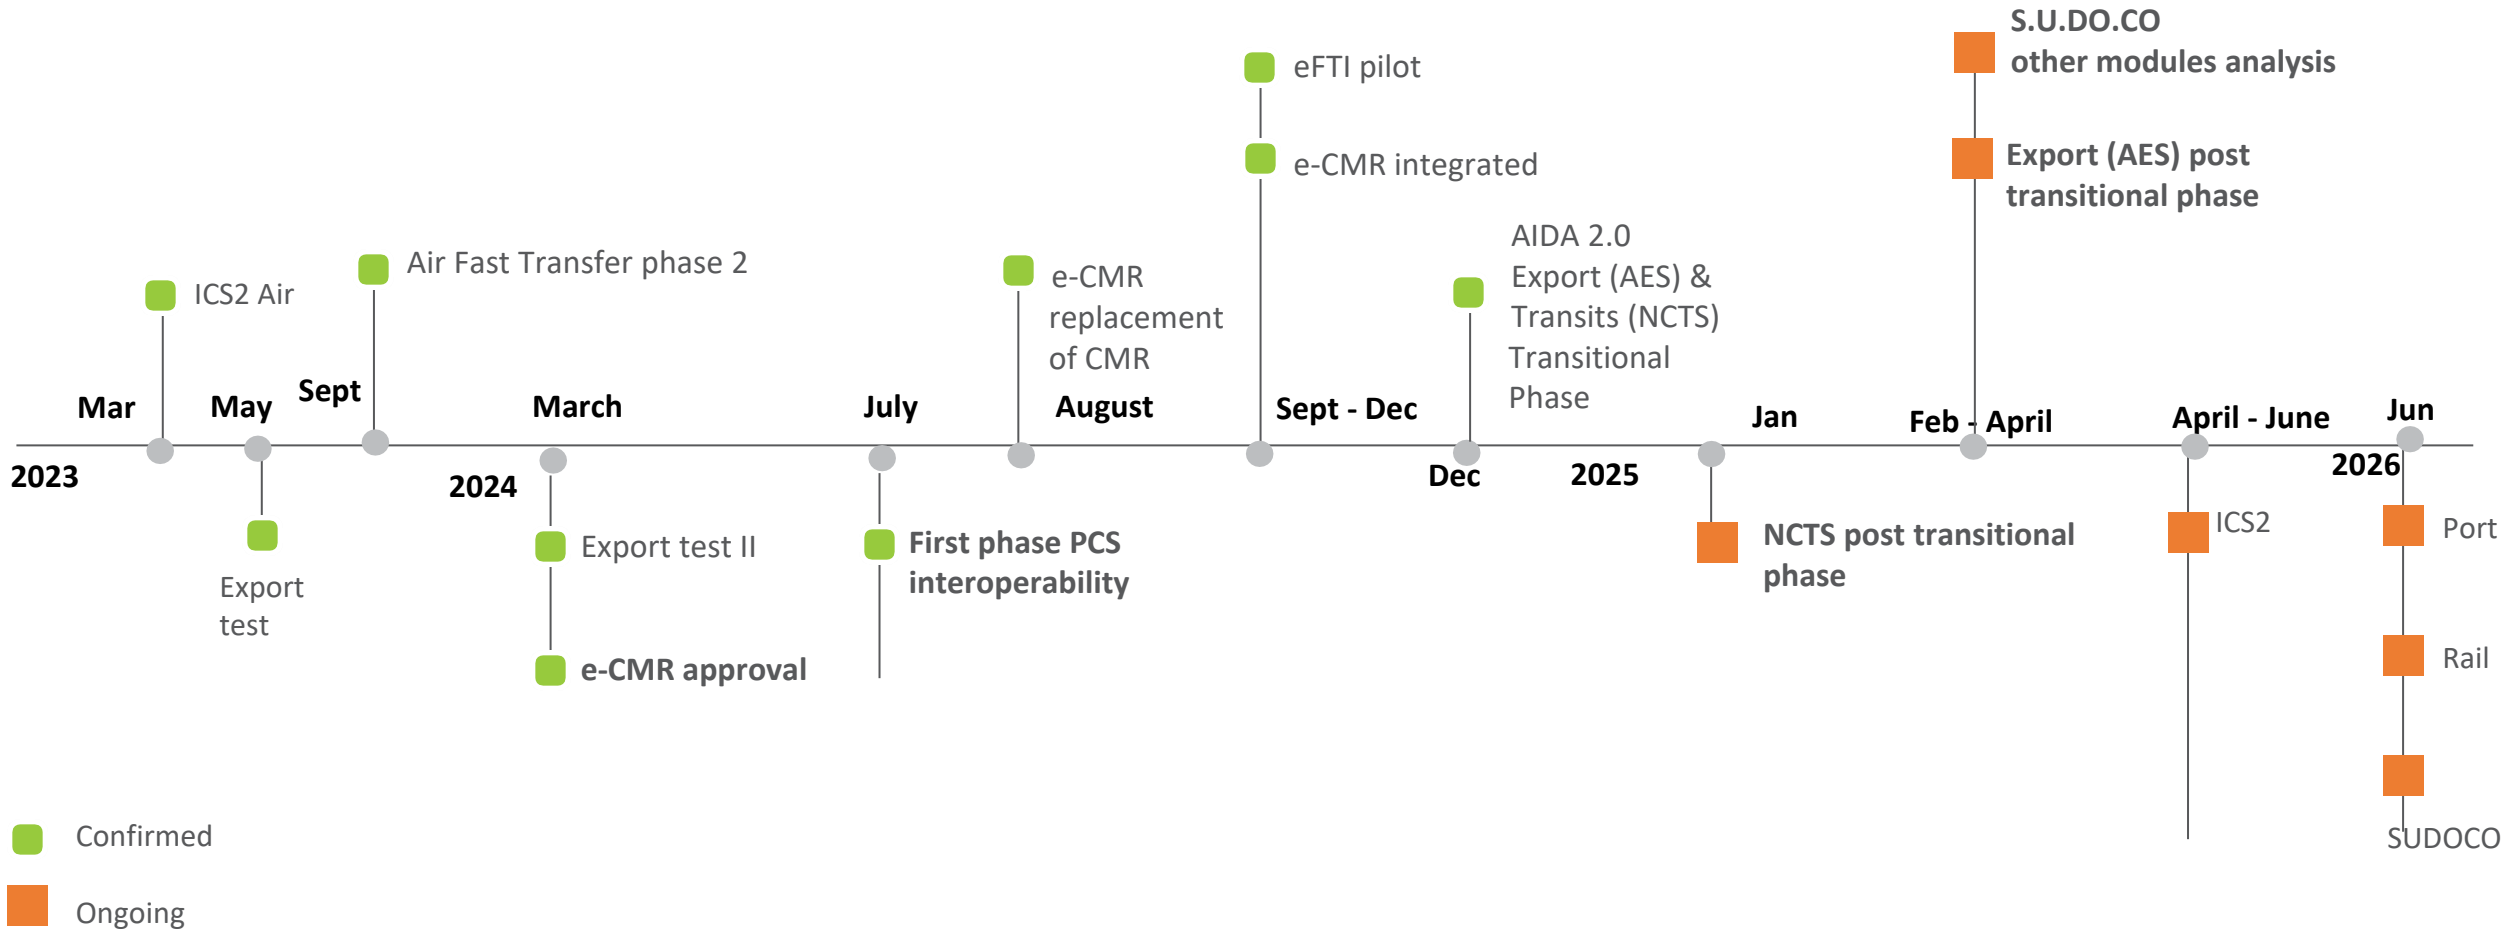 S.U.DO.CO
other modules analysis
eFTI pilot
e-CMR integrated
Export (AES) post
transitional phase
AIDA 2.0
Export (AES) &
Transits (NCTS)
Transitional
Phase
Air Fast Transfer phase 2
ICS2 Air
e-CMR
replacement
of CMR
Mar
May
Sept
March
July
August
Sept - Dec
Jan
Feb - April
April - June
Jun
2023
2024
Dec
2025
2026
Export
test
Export test II
e-CMR approval
First phase PCS
interoperability
NCTS post transitional
phase
ICS2
Port
Rail
SUDOCO
Confirmed
Ongoing